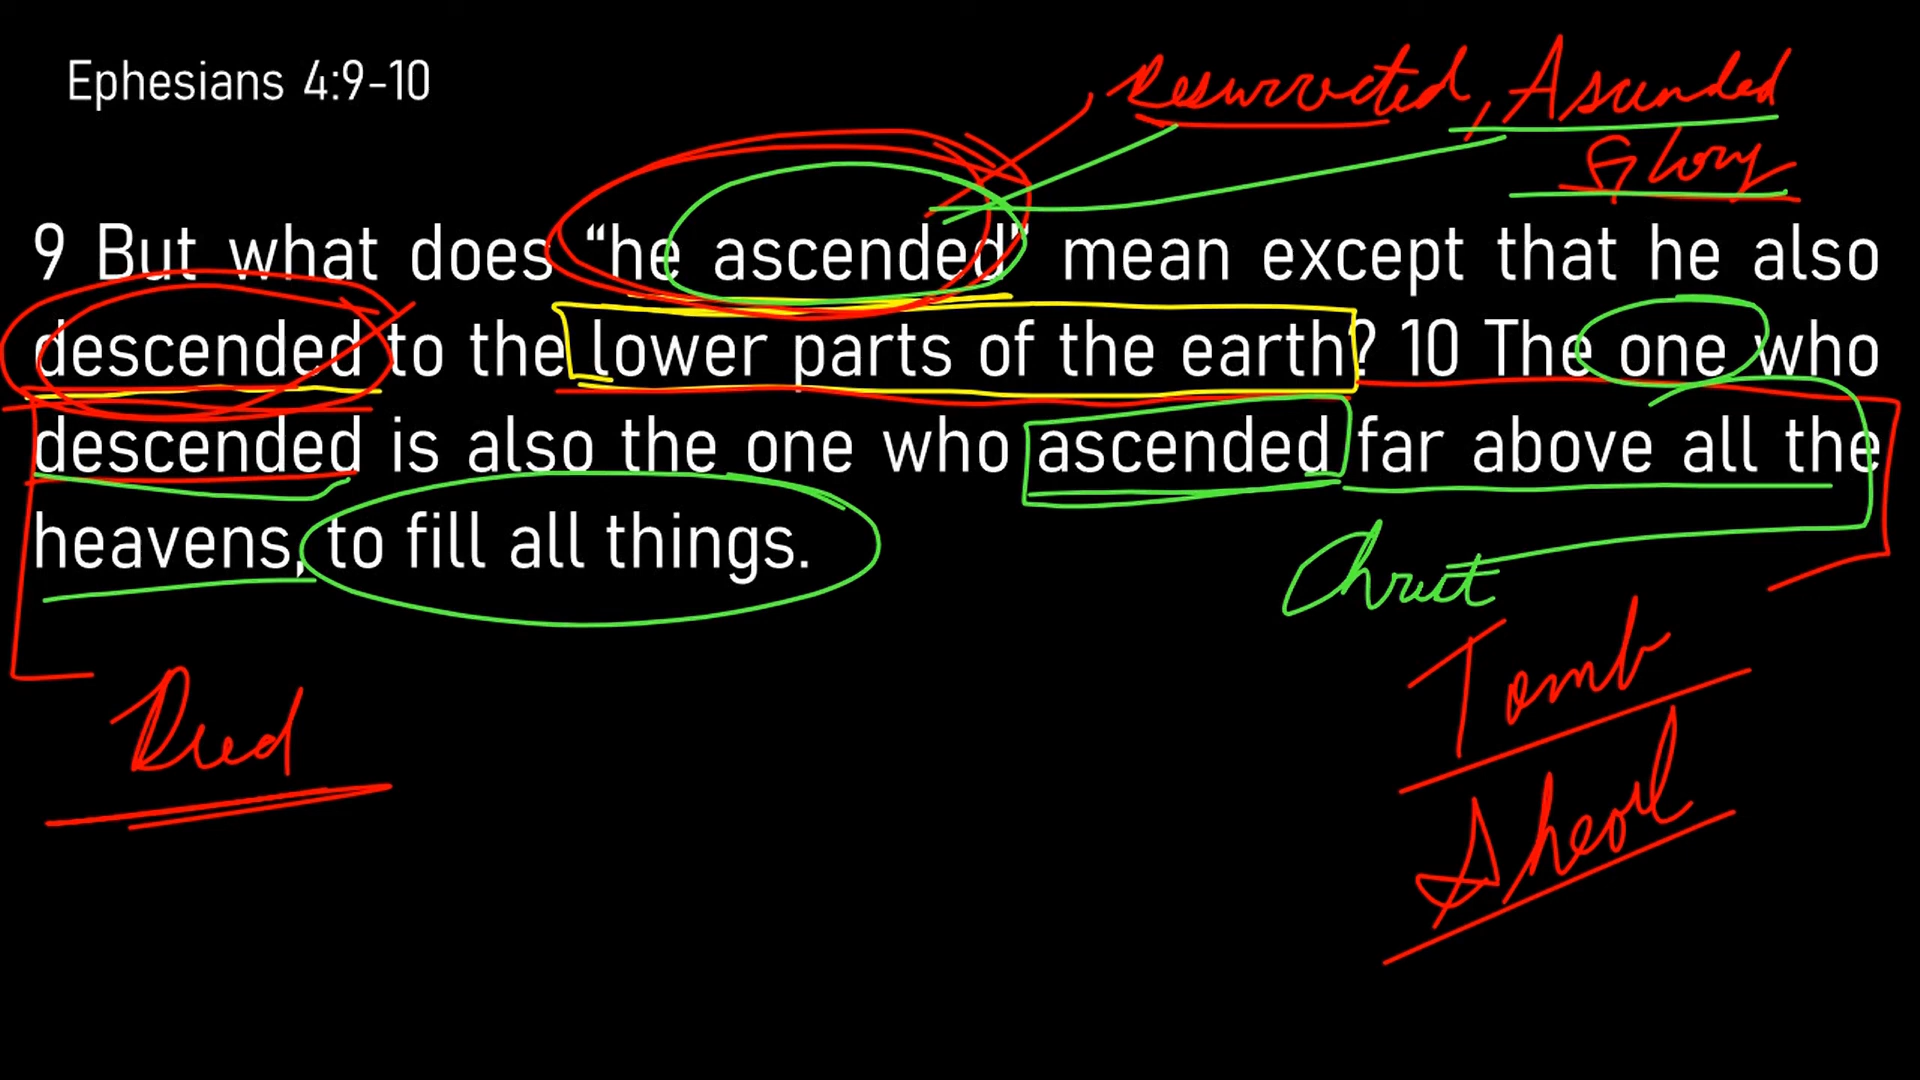 Ephesians 4:9-10
Resurrected, Ascended
Glory
9 But what does “he ascended” mean except that he also
descended to the lower parts of the earth? 10 The one who
descended is also the one who ascended far above all the
heavens, to fill all things.
Christ
Tomb
Died
Sheol